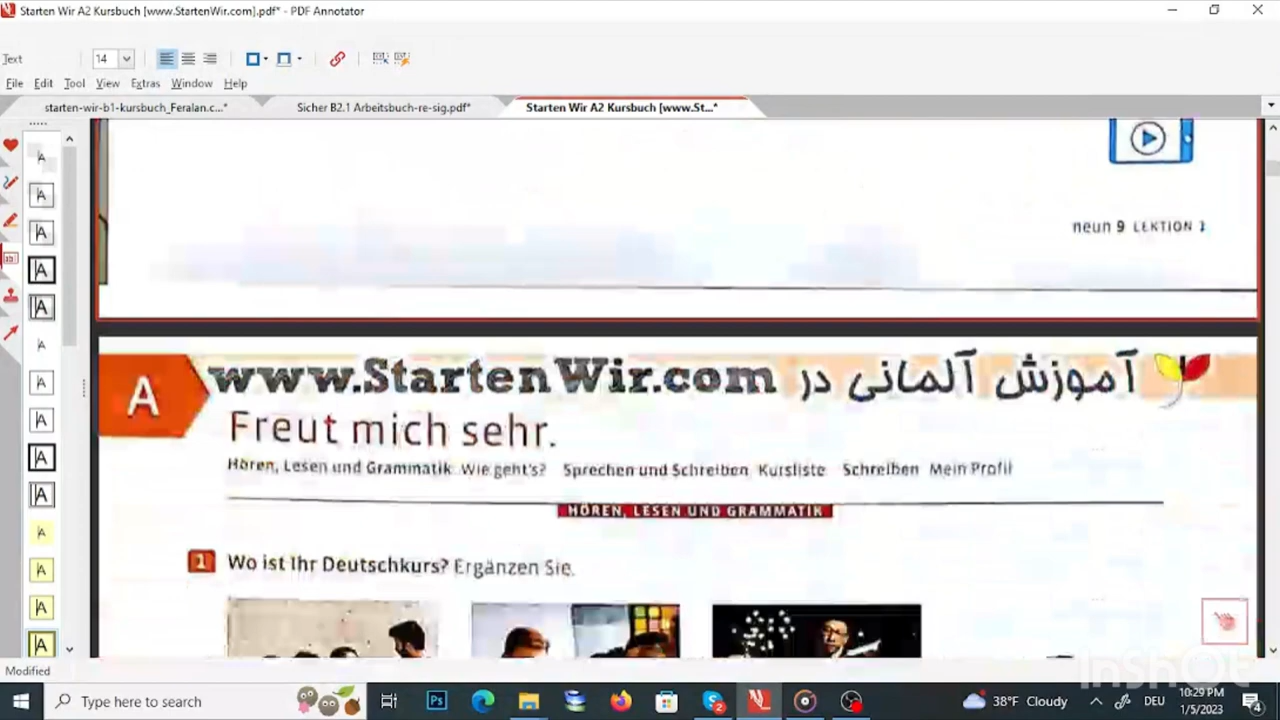 Starten Wir A2 Kursbuch [www.StartenWir.com].pdf* - PDF Annotator
Text
14
File Edit Tool View Extras Window Help
starten-wir-b1-kursbuch_Feralan.c...* Sicher B2.1 Arbeitsbuch-re-sig.pdf* Starten Wir A2 Kursbuch [www.St...*
neun 9 LEKTION 1
A
آموزش آلمانی در www.StartenWir.com
Freut mich sehr.
Hören, Lesen und Grammatik Wie geht's? Sprechen und Schreiben Kursliste Schreiben Mein Profil
HÖREN, LESEN UND GRAMMATIK
1 Wo ist Ihr Deutschkurs? Ergänzen Sie.
Modified
InShOt
Type here to search
38°F Cloudy
DEU
10:29 PM
1/5/2023